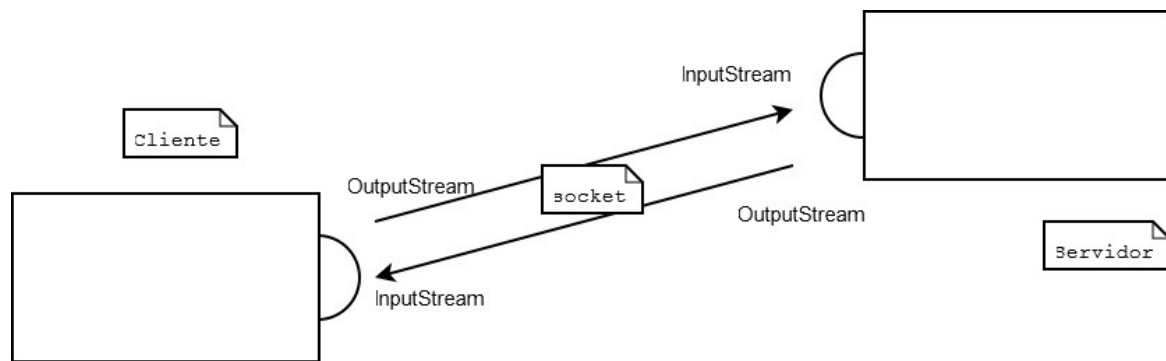 InputStream
Cliente
OutputStream
socket
OutputStream
Servidor
InputStream